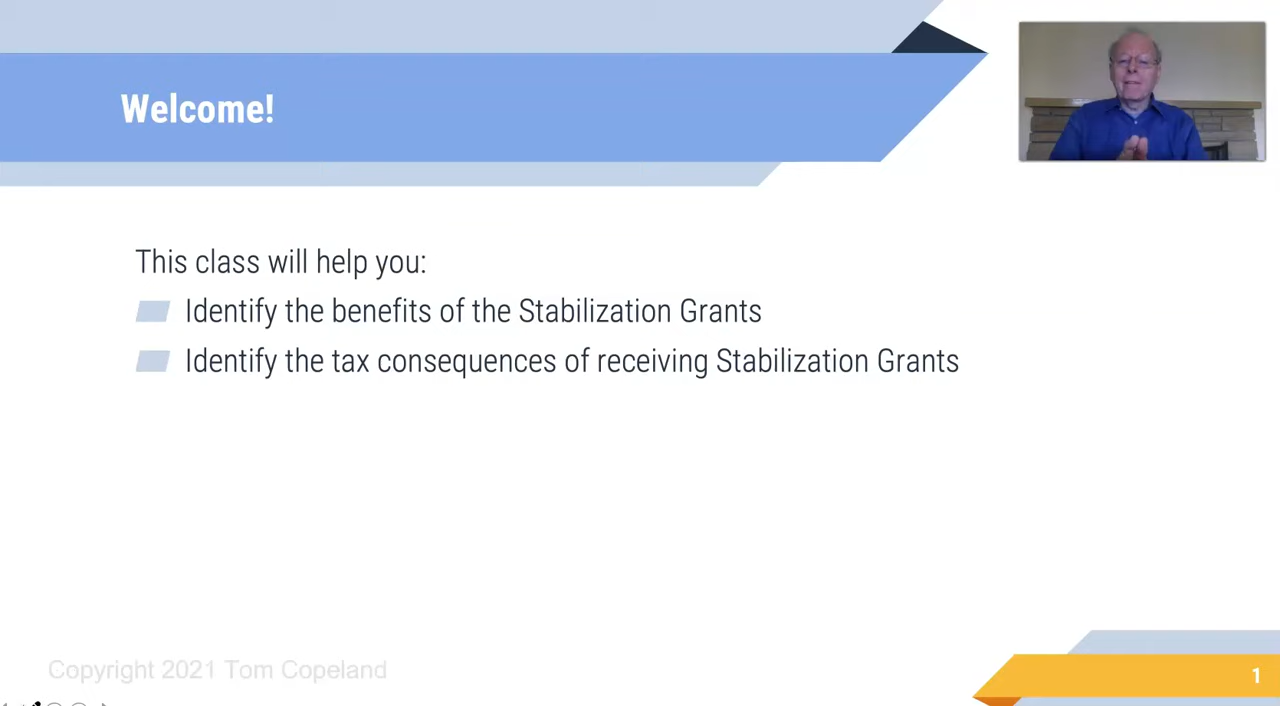 Welcome!
This class will help you:
Identify the benefits of the Stabilization Grants
Identify the tax consequences of receiving Stabilization Grants
Copyright 2021 Tom Copeland
1